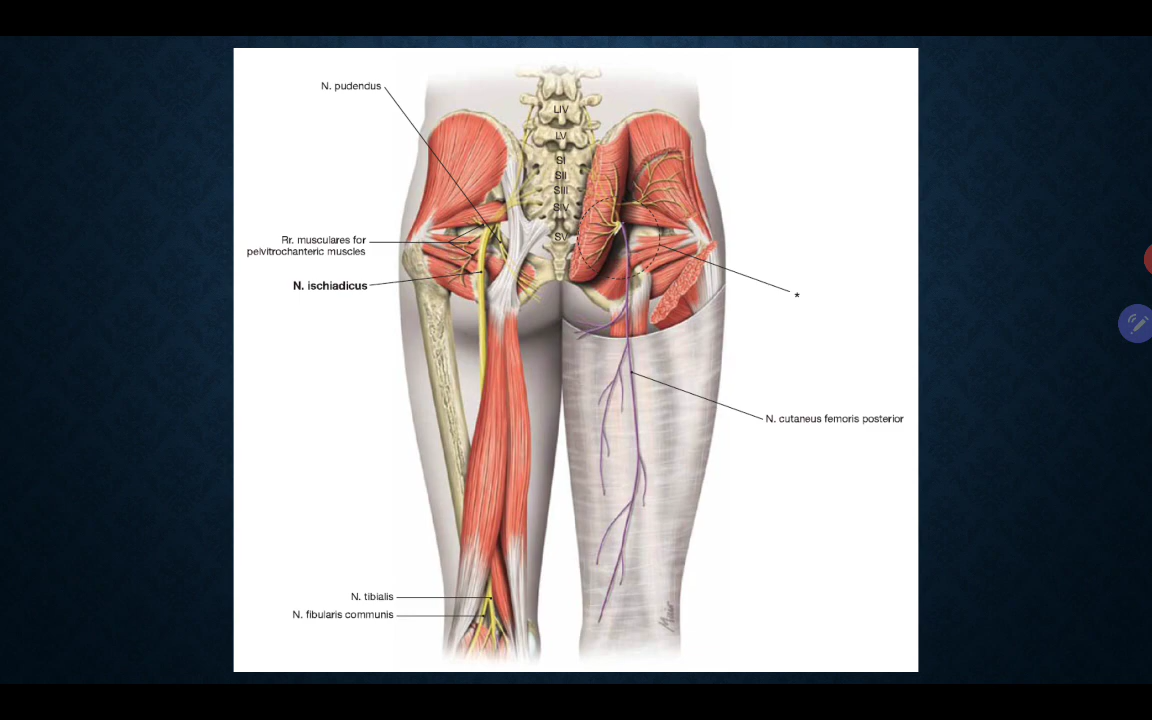 N. pudendus
LIV
LV
SI
SII
SIII
SIV
SV
Rr. musculares for
pelvitrochanteric muscles
N. ischiadicus
*
N. cutaneus femoris posterior
N. tibialis
N. fibularis communis